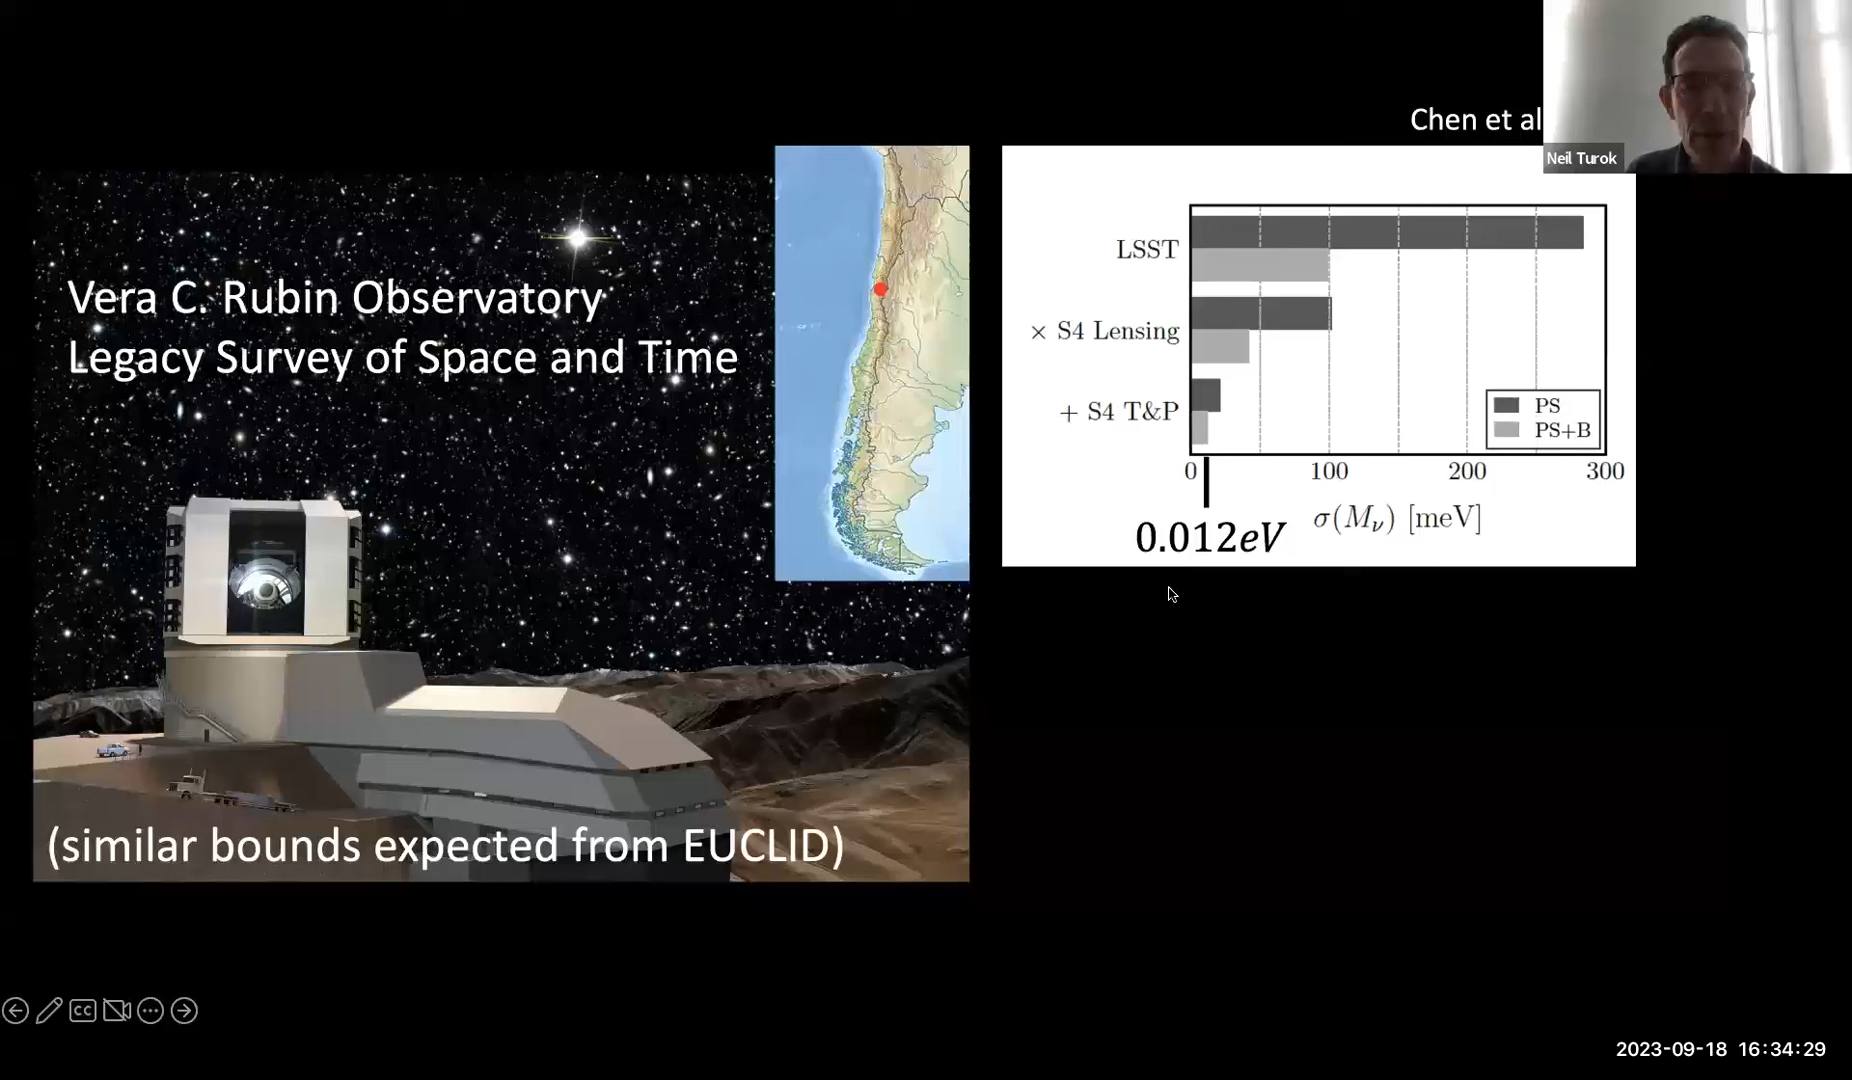 Vera C. Rubin Observatory
Legacy Survey of Space and Time
(similar bounds expected from EUCLID)
Chen et al
Neil Turok
LSST
× S4 Lensing
+ S4 T&P
PS
PS+B
0 100 200 300
σ(Mᵥ) [meV]
0.012eV
CC
2023-09-18 16:34:29